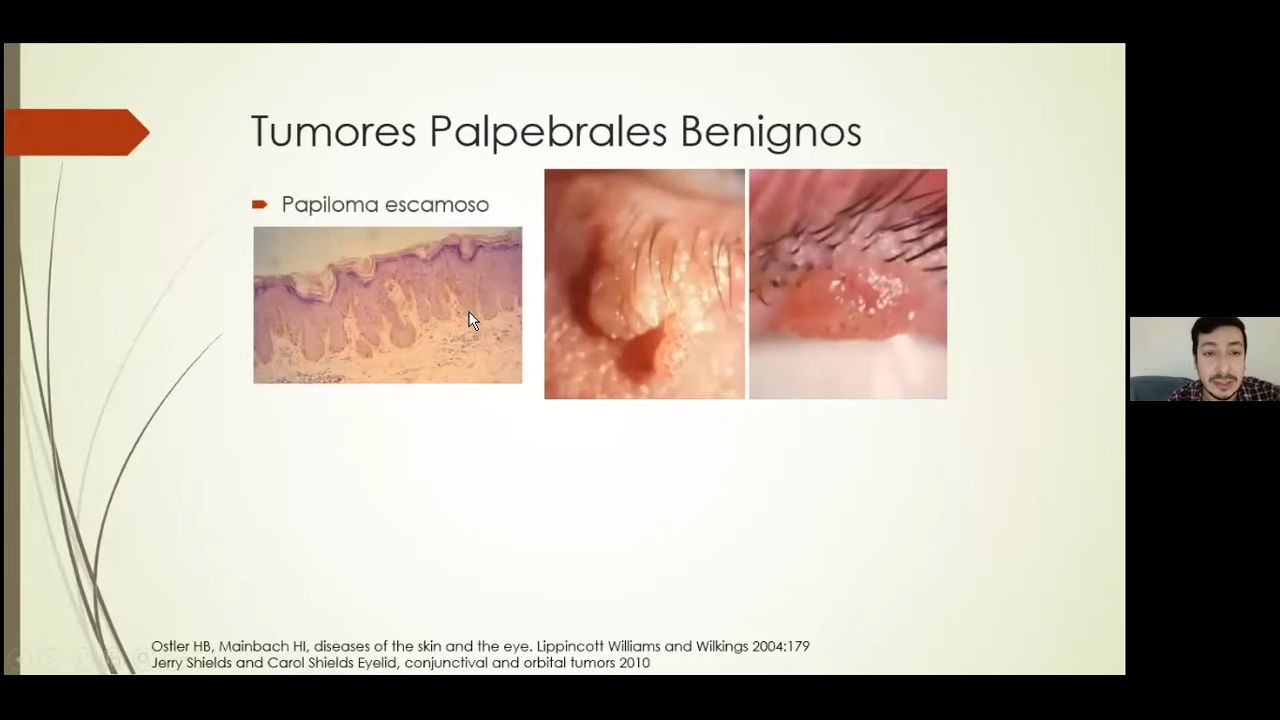 Tumores Palpebrales Benignos
Papiloma escamoso
Ostler HB, Mainbach HI, diseases of the skin and the eye. Lippincott Williams and Wilkings 2004:179
Jerry Shields and Carol Shields Eyelid, conjunctival and orbital tumors 2010